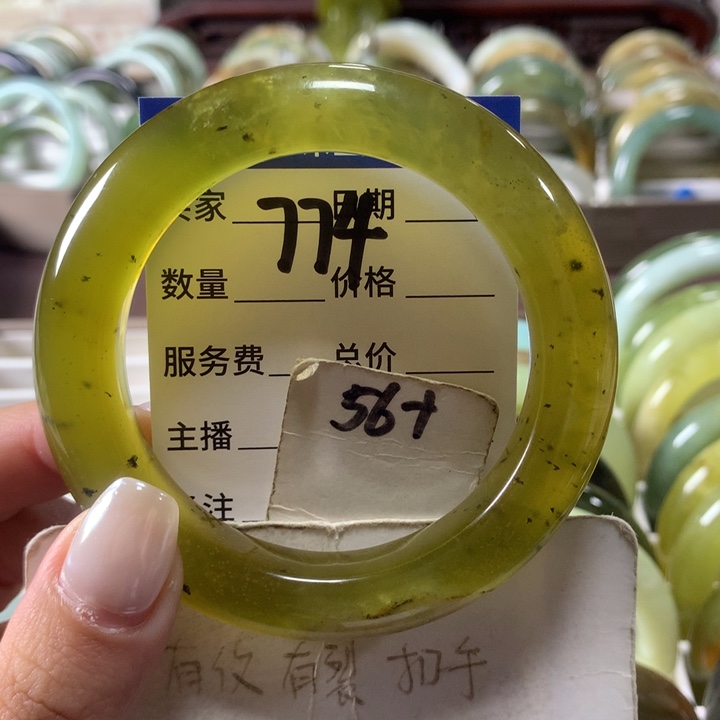 家 774 日期
数量 价格
服务费 总价
56+
主播
注
有纹 有裂 扣手